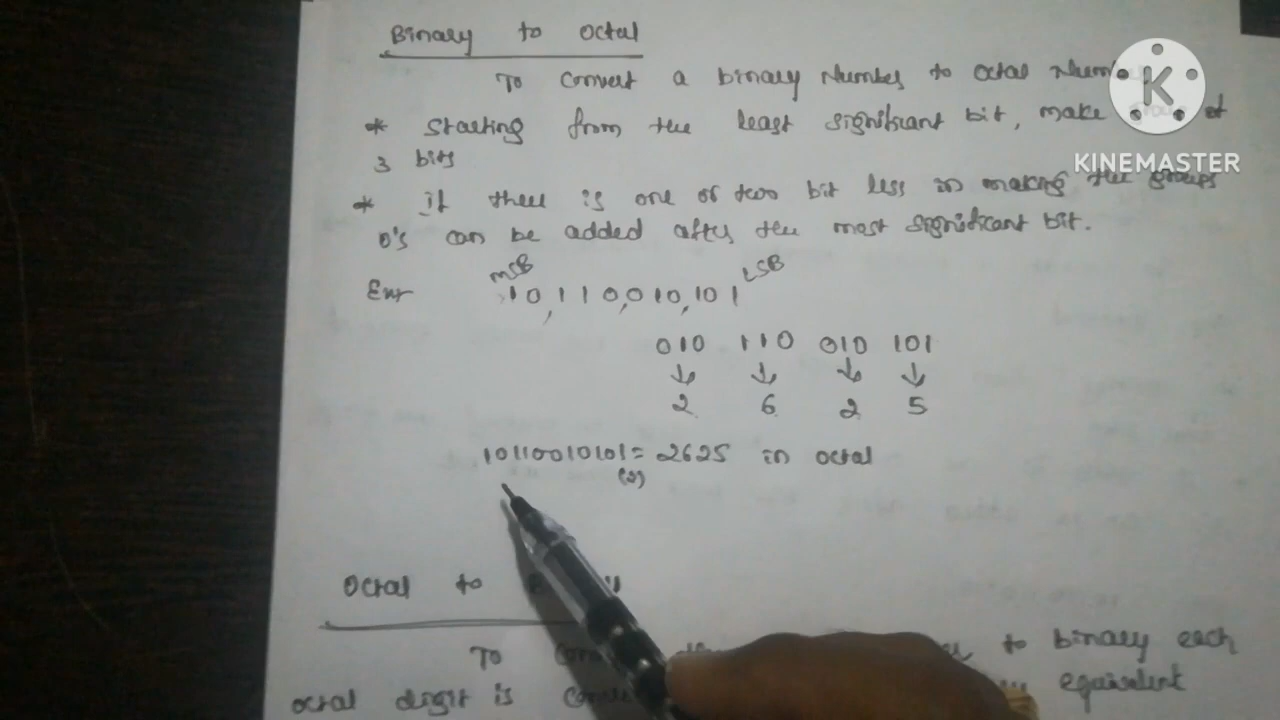 Binary to octal
To convert a binary Number to octal Number
* starting from the least significant bit, make of
3 bits
* if there is one or two bit less in making the groups
0's can be added after the most significant bit.
MSB LSB
Ex 10,110,010,101
010 110 010 101
↓ ↓ ↓ ↓
2 6 2 5
10110010101 = 2625 in octal
(2)
octal to
To to binary each
octal digit is equivalent
K
KINEMASTER